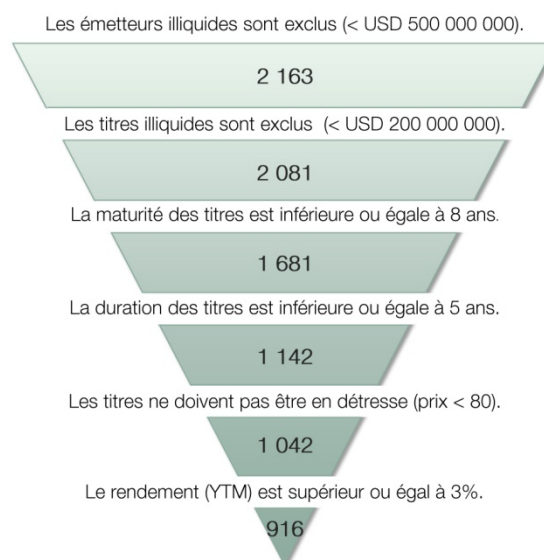 Les émetteurs illiquides sont exclus (< USD 500 000 000).
2 163
Les titres illiquides sont exclus (< USD 200 000 000).
2 081
La maturité des titres est inférieure ou égale à 8 ans.
1 681
La duration des titres est inférieure ou égale à 5 ans.
1 142
Les titres ne doivent pas être en détresse (prix < 80).
1 042
Le rendement (YTM) est supérieur ou égal à 3%.
916